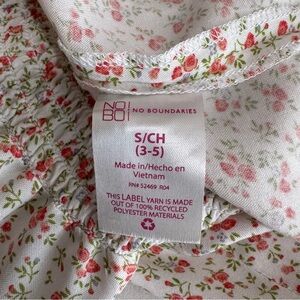 NO
BO
NO BOUNDARIES
S/CH
(3-5)
Made in/Hecho en
Vietnam
RN# 52469 R04
THIS LABEL YARN IS MADE
OUT OF 100% RECYCLED
POLYESTER MATERIALS